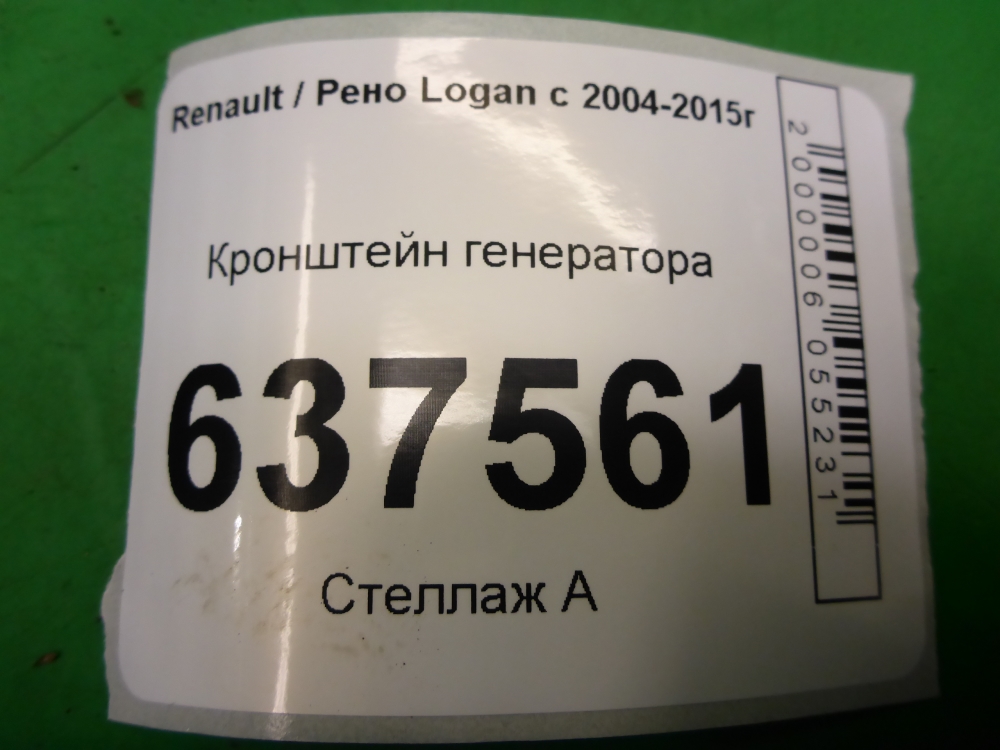 Renault / Рено Logan с 2004-2015г
Кронштейн генератора
637561
Стеллаж А
2000006055231